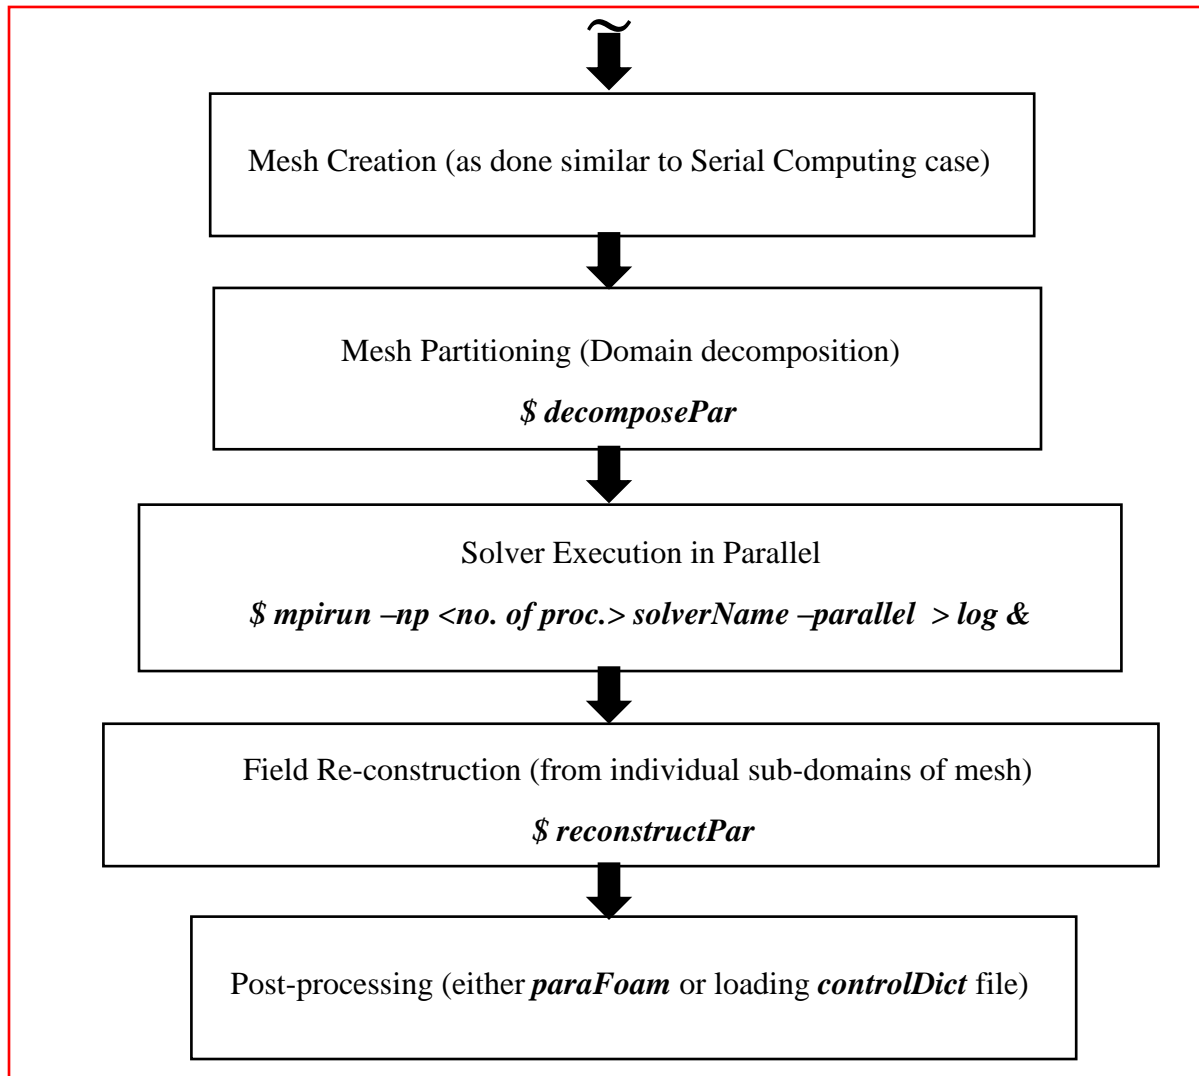 ~
Mesh Creation (as done similar to Serial Computing case)
Mesh Partitioning (Domain decomposition)
$ decomposePar
Solver Execution in Parallel
$ mpirun –np <no. of proc.> solverName –parallel  > log &
Field Re-construction (from individual sub-domains of mesh)
$ reconstructPar
Post-processing (either paraFoam or loading controlDict file)